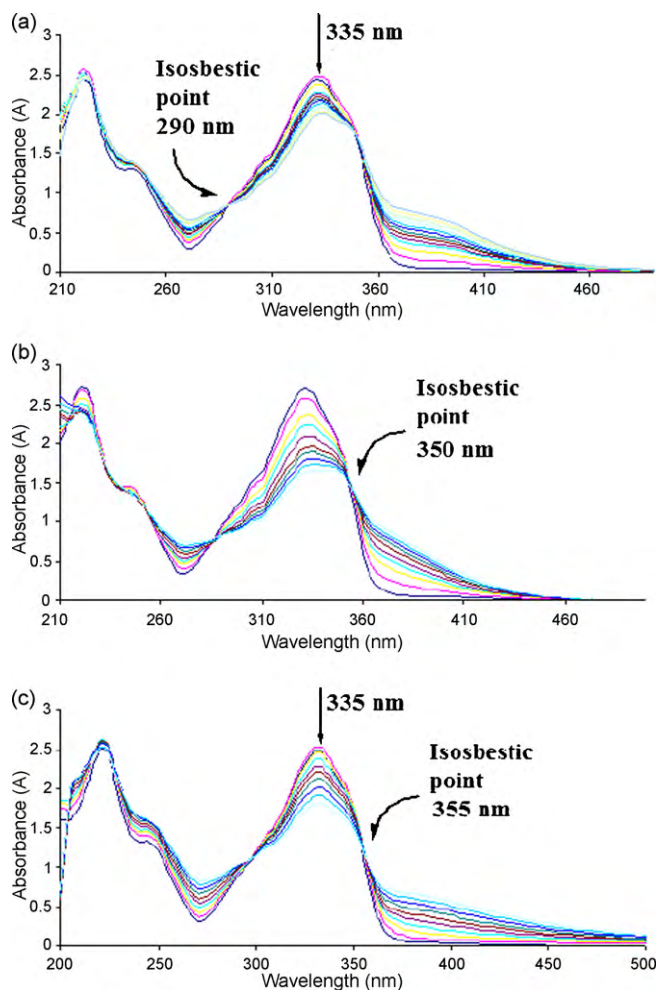 (a)
335 nm
Isosbestic
point
290 nm
Absorbance (A)
3
2.5
2
1.5
1
0.5
0
210 260 310 360 410 460
Wavelength (nm)
(b)
Isosbestic
point
350 nm
Absorbance (A)
3
2.5
2
1.5
1
0.5
0
210 260 310 360 410 460
Wavelength (nm)
(c)
335 nm
Isosbestic
point
355 nm
Absorbance (A)
3
2.5
2
1.5
1
0.5
0
200 250 300 350 400 450 500
Wavelength (nm)